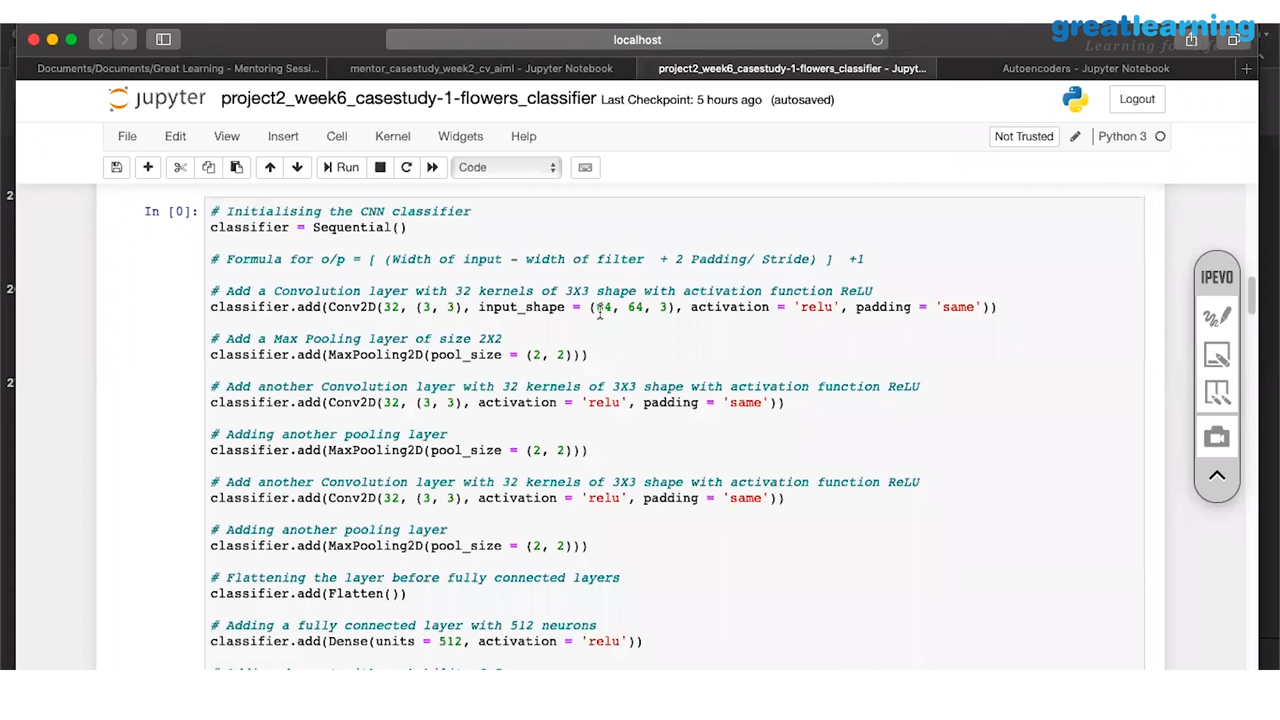 greatlearning
Learning for Life
localhost
Documents/Documents/Great Learning - Mentoring Sessi...
mentor_casestudy_week2_cv_aiml - Jupyter Notebook
project2_week6_casestudy-1-flowers_classifier - Jupyt...
Autoencoders - Jupyter Notebook
jupyter project2_week6_casestudy-1-flowers_classifier Last Checkpoint: 5 hours ago (autosaved)
Logout
File Edit View Insert Cell Kernel Widgets Help
Not Trusted
Python 3
Run
Code
In [0]:
# Initialising the CNN classifier
classifier = Sequential()
# Formula for o/p = [ (Width of input - width of filter + 2 Padding/ Stride) ] +1
# Add a Convolution layer with 32 kernels of 3X3 shape with activation function ReLU
classifier.add(Conv2D(32, (3, 3), input_shape = (64, 64, 3), activation = 'relu', padding = 'same'))
# Add a Max Pooling layer of size 2X2
classifier.add(MaxPooling2D(pool_size = (2, 2)))
# Add another Convolution layer with 32 kernels of 3X3 shape with activation function ReLU
classifier.add(Conv2D(32, (3, 3), activation = 'relu', padding = 'same'))
# Adding another pooling layer
classifier.add(MaxPooling2D(pool_size = (2, 2)))
# Add another Convolution layer with 32 kernels of 3X3 shape with activation function ReLU
classifier.add(Conv2D(32, (3, 3), activation = 'relu', padding = 'same'))
# Adding another pooling layer
classifier.add(MaxPooling2D(pool_size = (2, 2)))
# Flattening the layer before fully connected layers
classifier.add(Flatten())
# Adding a fully connected layer with 512 neurons
classifier.add(Dense(units = 512, activation = 'relu'))
IPEVO
2
2
2